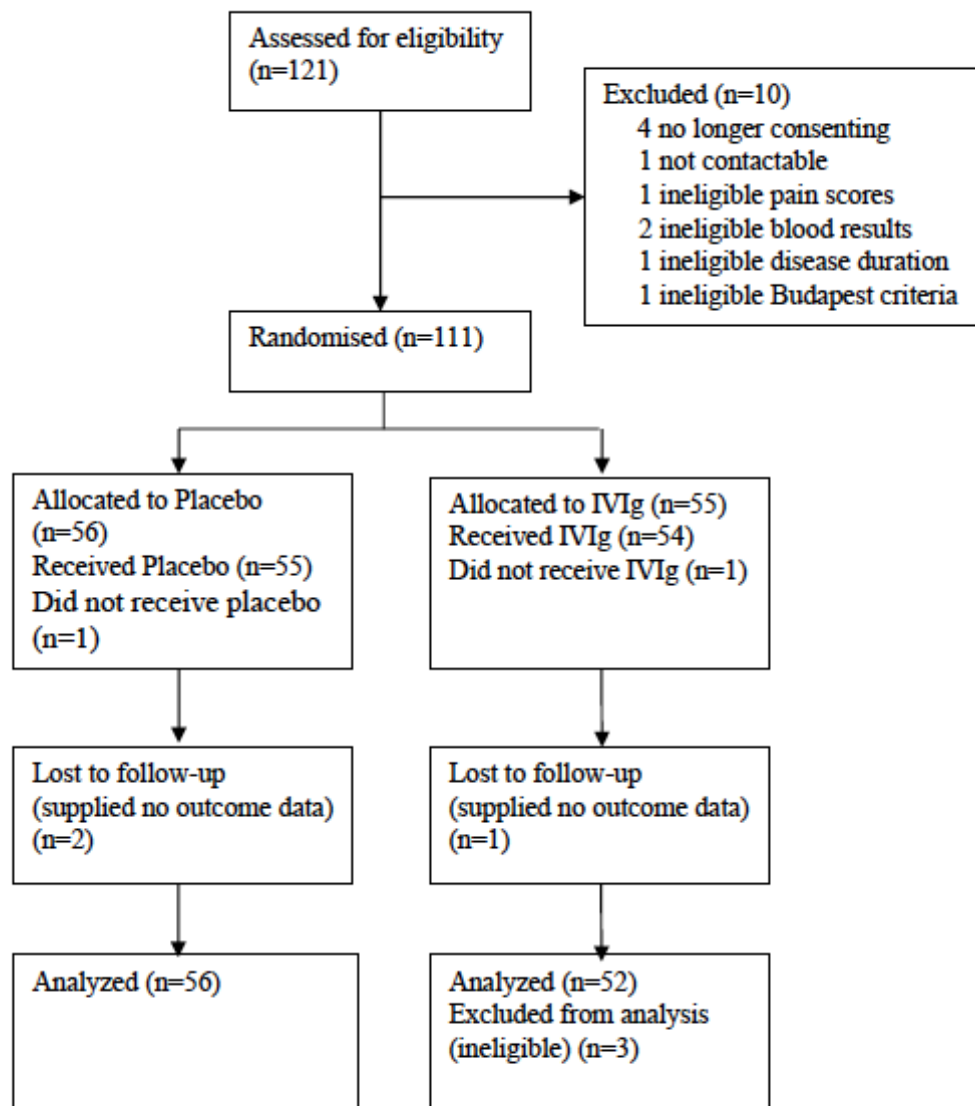 Assessed for eligibility
(n=121)
Excluded (n=10)
4 no longer consenting
1 not contactable
1 ineligible pain scores
2 ineligible blood results
1 ineligible disease duration
1 ineligible Budapest criteria
Randomised (n=111)
Allocated to Placebo
(n=56)
Received Placebo (n=55)
Did not receive placebo
(n=1)
Allocated to IVIg (n=55)
Received IVIg (n=54)
Did not receive IVIg (n=1)
Lost to follow-up
(supplied no outcome data)
(n=2)
Lost to follow-up
(supplied no outcome data)
(n=1)
Analyzed (n=56)
Analyzed (n=52)
Excluded from analysis
(ineligible) (n=3)